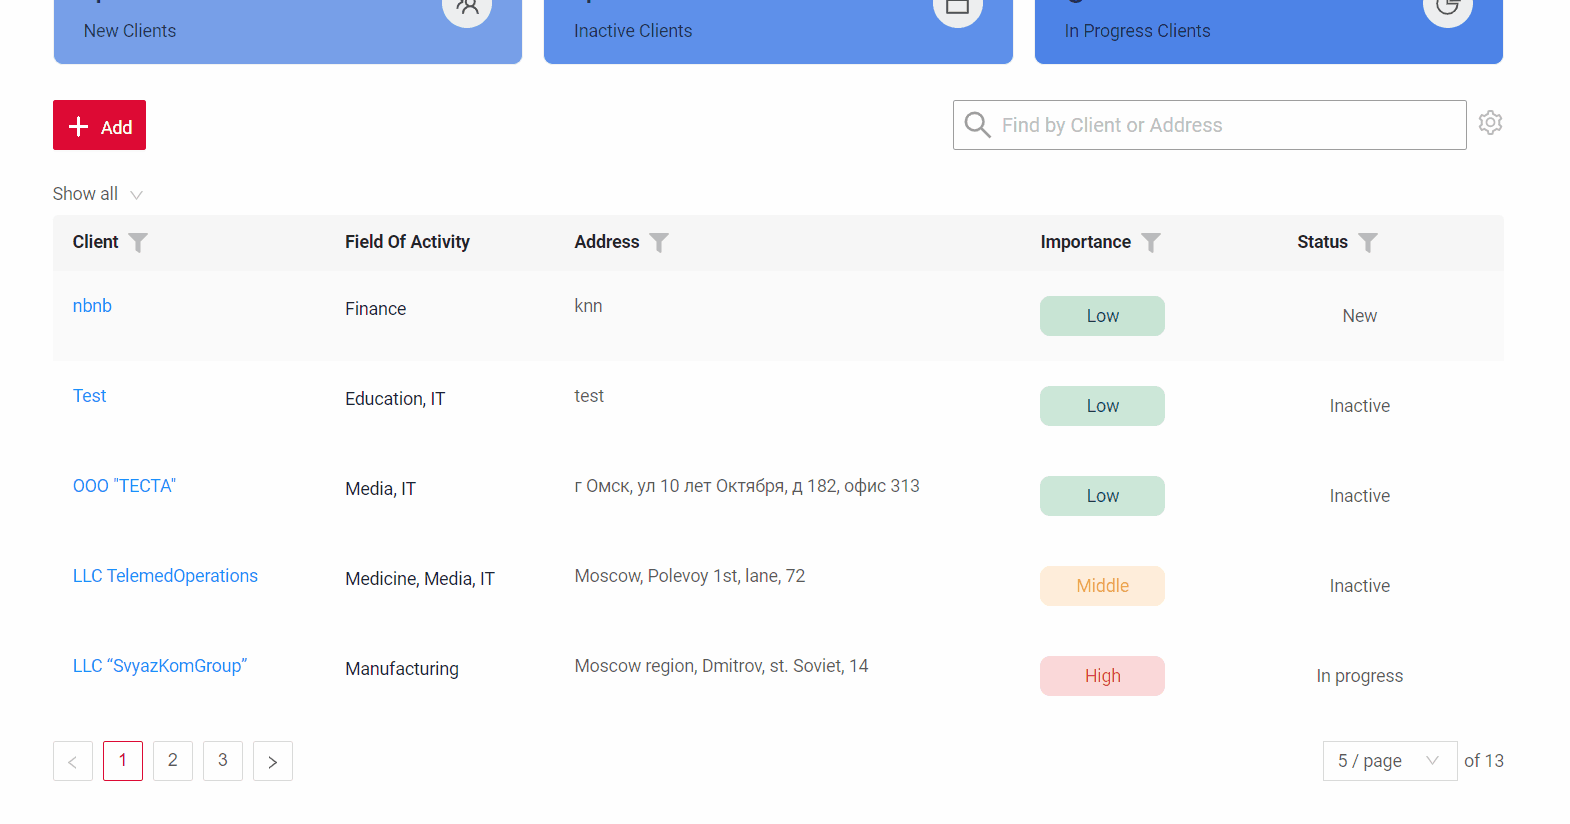 New Clients
Inactive Clients
In Progress Clients
+ Add
Find by Client or Address
Show all
Client Field Of Activity Address Importance Status
nbnb Finance knn Low New
Test Education, IT test Low Inactive
ООО "ТЕСТА" Media, IT г Омск, ул 10 лет Октября, д 182, офис 313 Low Inactive
LLC TelemedOperations Medicine, Media, IT Moscow, Polevoy 1st, lane, 72 Middle Inactive
LLC “SvyazKomGroup” Manufacturing Moscow region, Dmitrov, st. Soviet, 14 High In progress
< 1 2 3 > 5 / page of 13